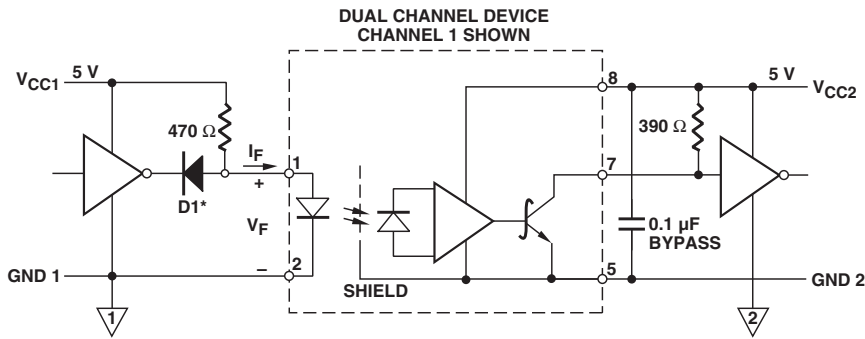 DUAL CHANNEL DEVICE
CHANNEL 1 SHOWN
VCC1
5 V
470 Ω
IF
+
D1*
VF
–
GND 1
1
1
2
SHIELD
8
7
5
390 Ω
0.1 µF
BYPASS
5 V
VCC2
GND 2
2